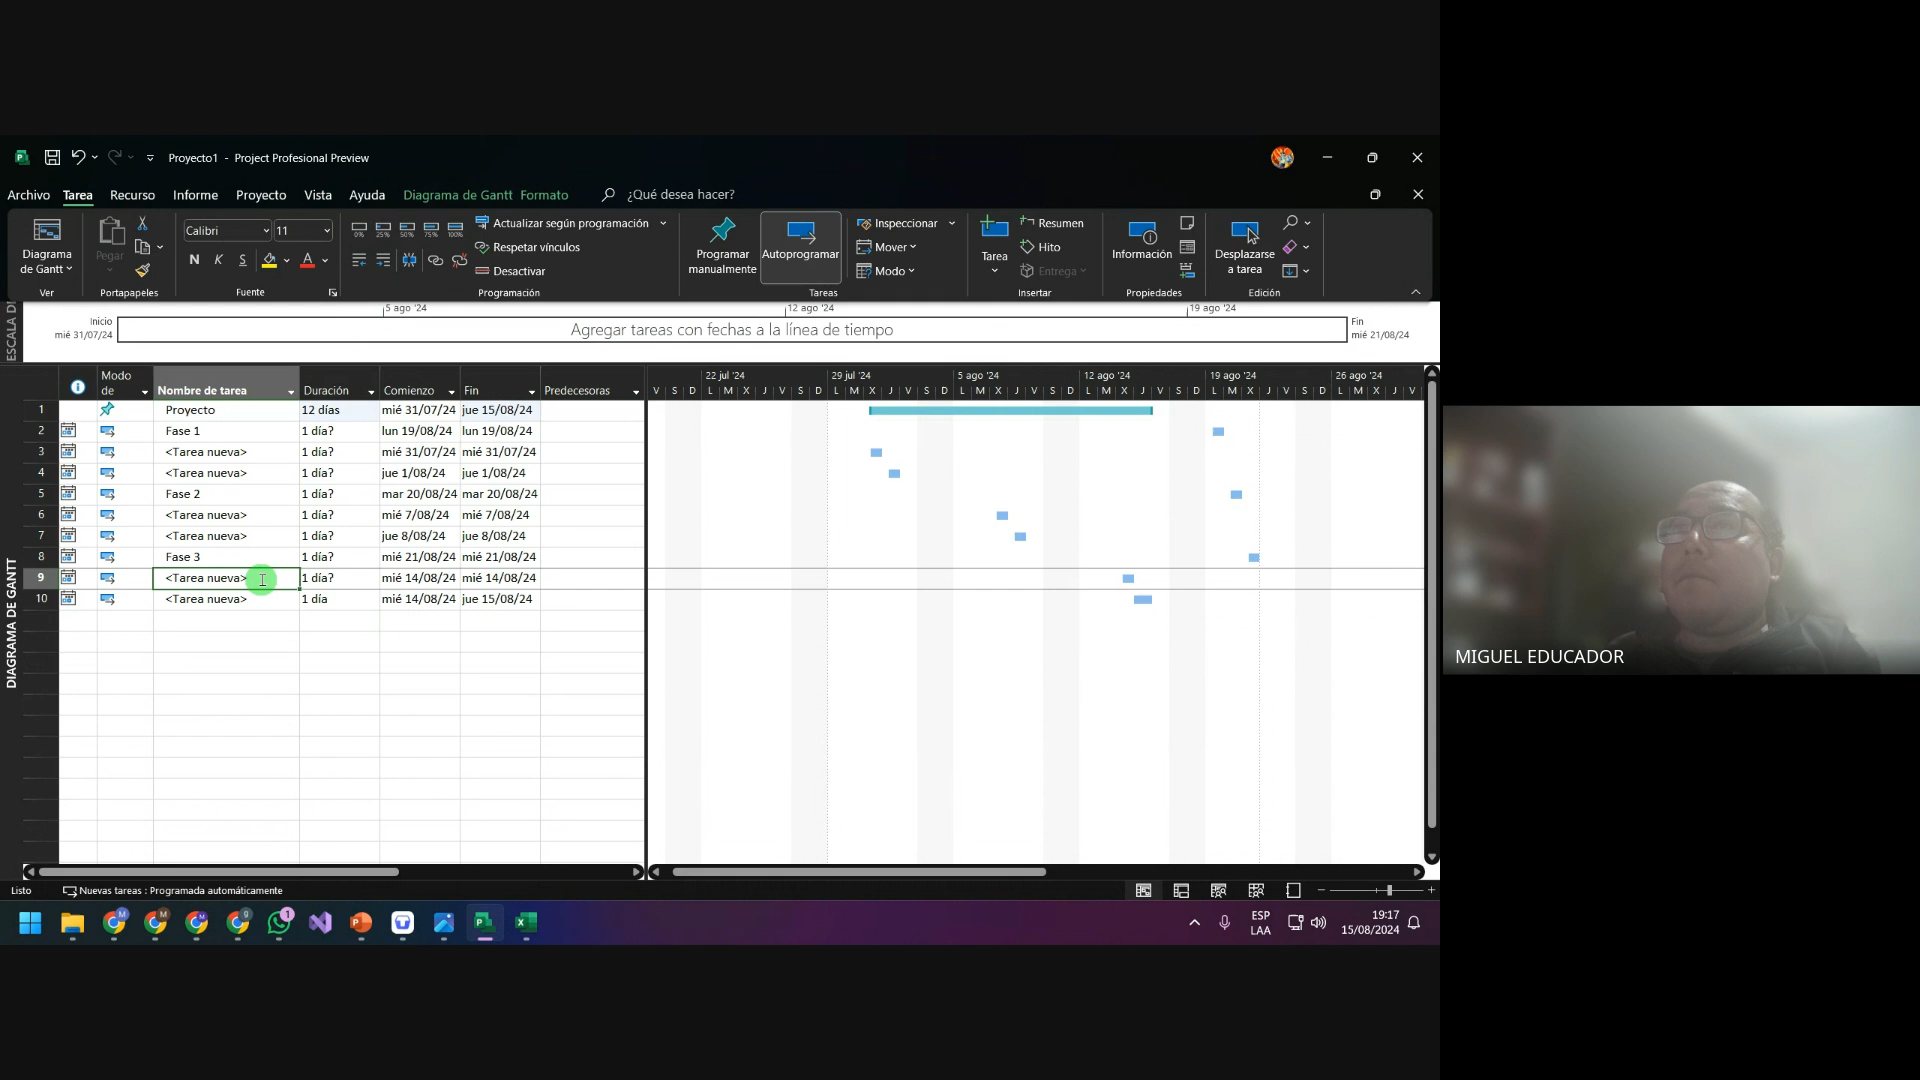 Proyecto1 - Project Profesional Preview
Archivo Tarea Recurso Informe Proyecto Vista Ayuda Diagrama de Gantt Formato ¿Qué desea hacer?
Diagrama de Gantt
Ver
Pegar
Portapapeles
Calibri 11
N K S A
Fuente
0% 25% 50% 75% 100%
Actualizar según programación
Respetar vínculos
Desactivar
Programación
Programar manualmente
Autoprogramar
Inspeccionar
Mover
Modo
Tareas
Tarea
Resumen
Hito
Entrega
Insertar
Información
Propiedades
Desplazarse a tarea
Edición
ESCALA DE
5 ago '24 12 ago '24 19 ago '24
Inicio
mié 31/07/24
Agregar tareas con fechas a la línea de tiempo
Fin
mié 21/08/24
DIAGRAMA DE GANTT
Modo de Nombre de tarea Duración Comienzo Fin Predecesoras
22 jul '24 29 jul '24 5 ago '24 12 ago '24 19 ago '24 26 ago '24
V S D L M X J V S D L M X J V S D L M X J V S D L M X J V S D L M X J V S D L M X J V
1 Proyecto 12 días mié 31/07/24 jue 15/08/24
2 Fase 1 1 día? lun 19/08/24 lun 19/08/24
3 <Tarea nueva> 1 día? mié 31/07/24 mié 31/07/24
4 <Tarea nueva> 1 día? jue 1/08/24 jue 1/08/24
5 Fase 2 1 día? mar 20/08/24 mar 20/08/24
6 <Tarea nueva> 1 día? mié 7/08/24 mié 7/08/24
7 <Tarea nueva> 1 día? jue 8/08/24 jue 8/08/24
8 Fase 3 1 día? mié 21/08/24 mié 21/08/24
9 <Tarea nueva> 1 día? mié 14/08/24 mié 14/08/24
10 <Tarea nueva> 1 día mié 14/08/24 jue 15/08/24
Listo Nuevas tareas : Programada automáticamente
ESP
LAA
19:17
15/08/2024
MIGUEL EDUCADOR